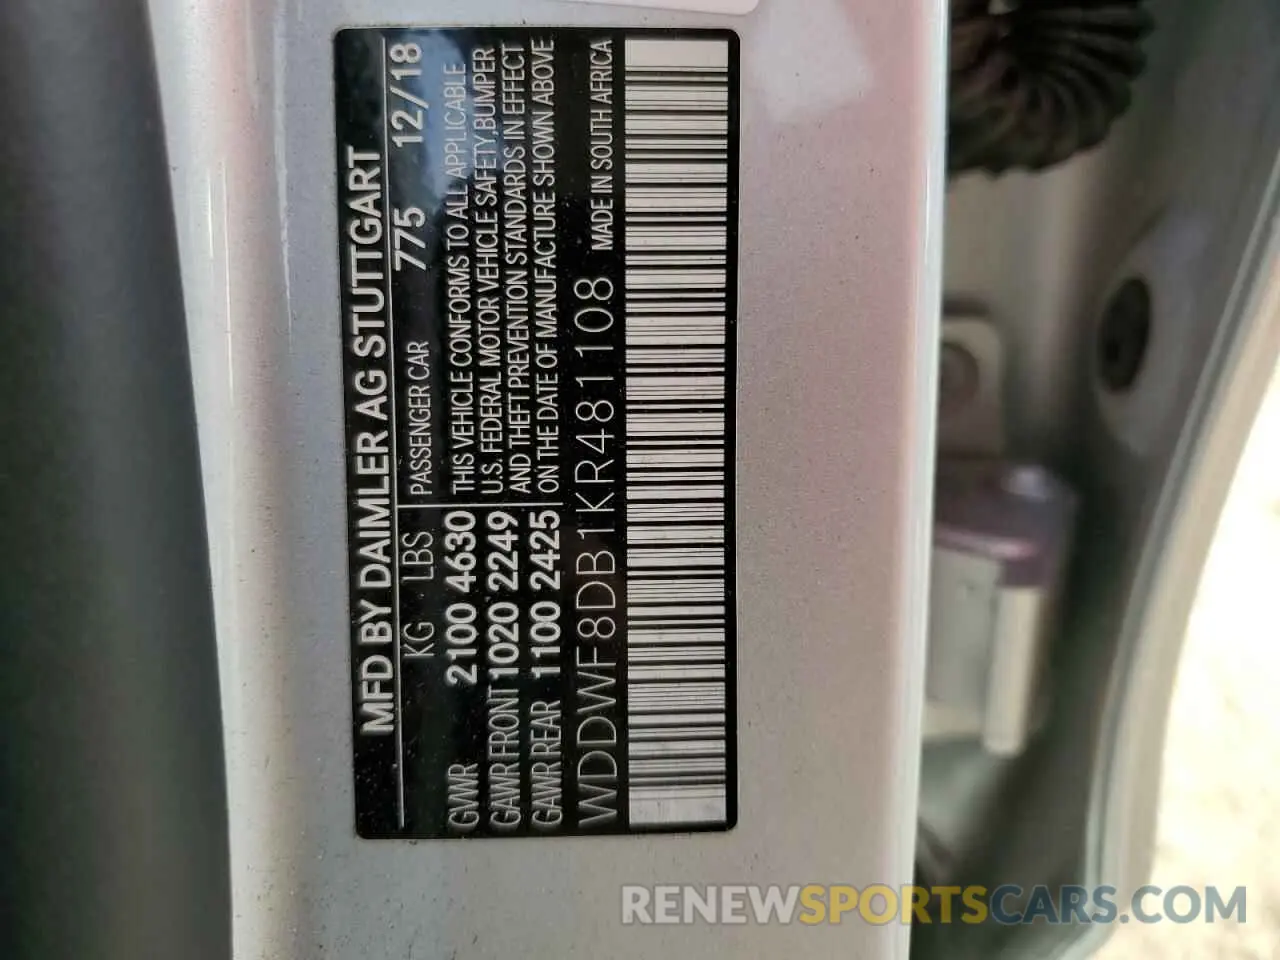 MFD BY DAIMLER AG STUTTGART
KG LBS. PASSENGER CAR 775 12/18
GVWR 2100 4630 THIS VEHICLE CONFORMS TO ALL APPLICABLE
GAWR FRONT 1020 2249 U.S. FEDERAL MOTOR VEHICLE SAFETY,BUMPER
GAWR REAR 1100 2425 AND THEFT PREVENTION STANDARDS IN EFFECT
ON THE DATE OF MANUFACTURE SHOWN ABOVE
WDDWF8DB1KR481108 MADE IN SOUTH AFRICA
RENEWSPORTSCARS.COM